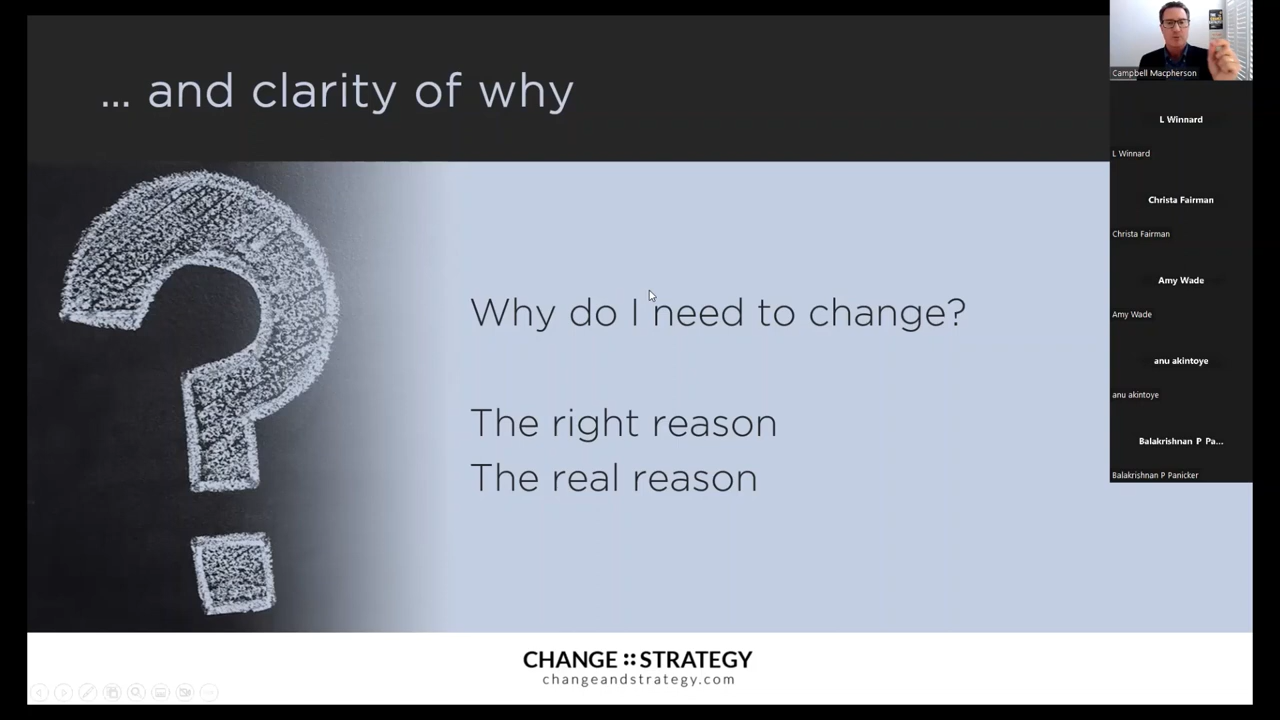 ... and clarity of why
Why do I need to change?
The right reason
The real reason
CHANGE :: STRATEGY
changeandstrategy.com
Campbell Macpherson
L Winnard
L Winnard
Christa Fairman
Christa Fairman
Amy Wade
Amy Wade
anu akintoye
anu akintoye
Balakrishnan P Pa...
Balakrishnan P Panicker